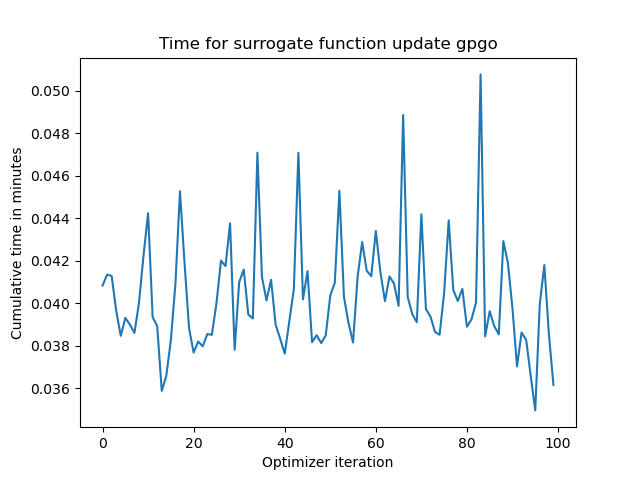 Time for surrogate function update gpgo
0.050
0.048
0.046
0.044
0.042
0.040
0.038
0.036
Cumulative time in minutes
0 20 40 60 80 100
Optimizer iteration